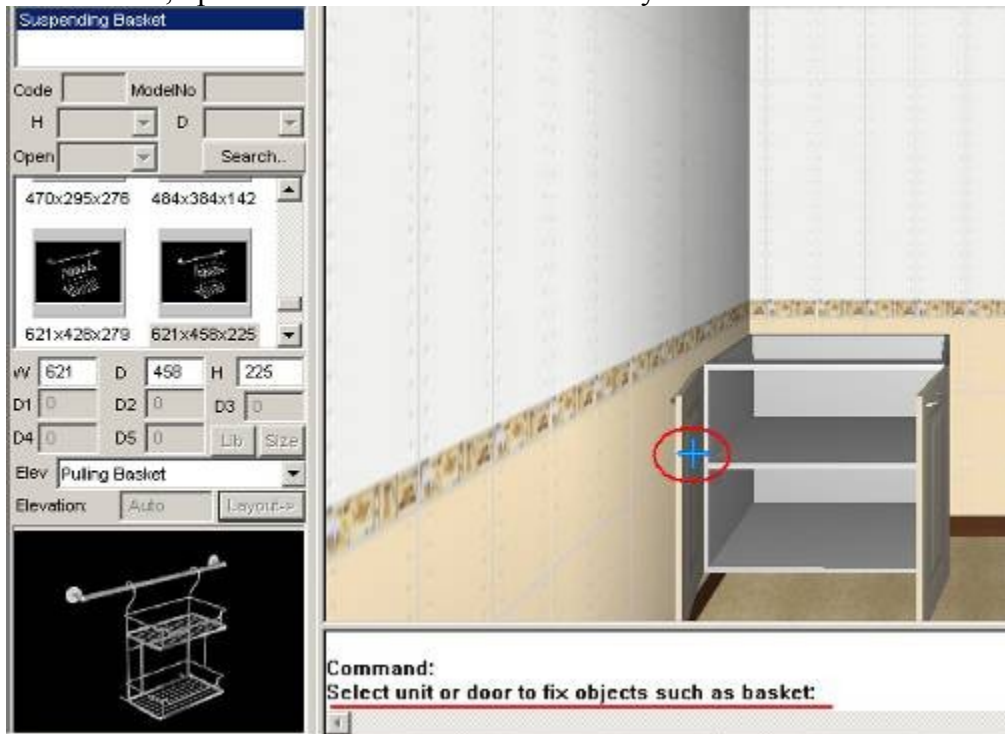 Suspending Basket
Code ModelNo
H D
Open Search..
470x295x276 484x384x142
621x428x279 621x458x225
W 621 D 458 H 225
D1 0 D2 0 D3 0
D4 0 D5 0 Lib Size
Elev Pulling Basket
Elevation: Auto Layout->
Command:
Select unit or door to fix objects such as basket: